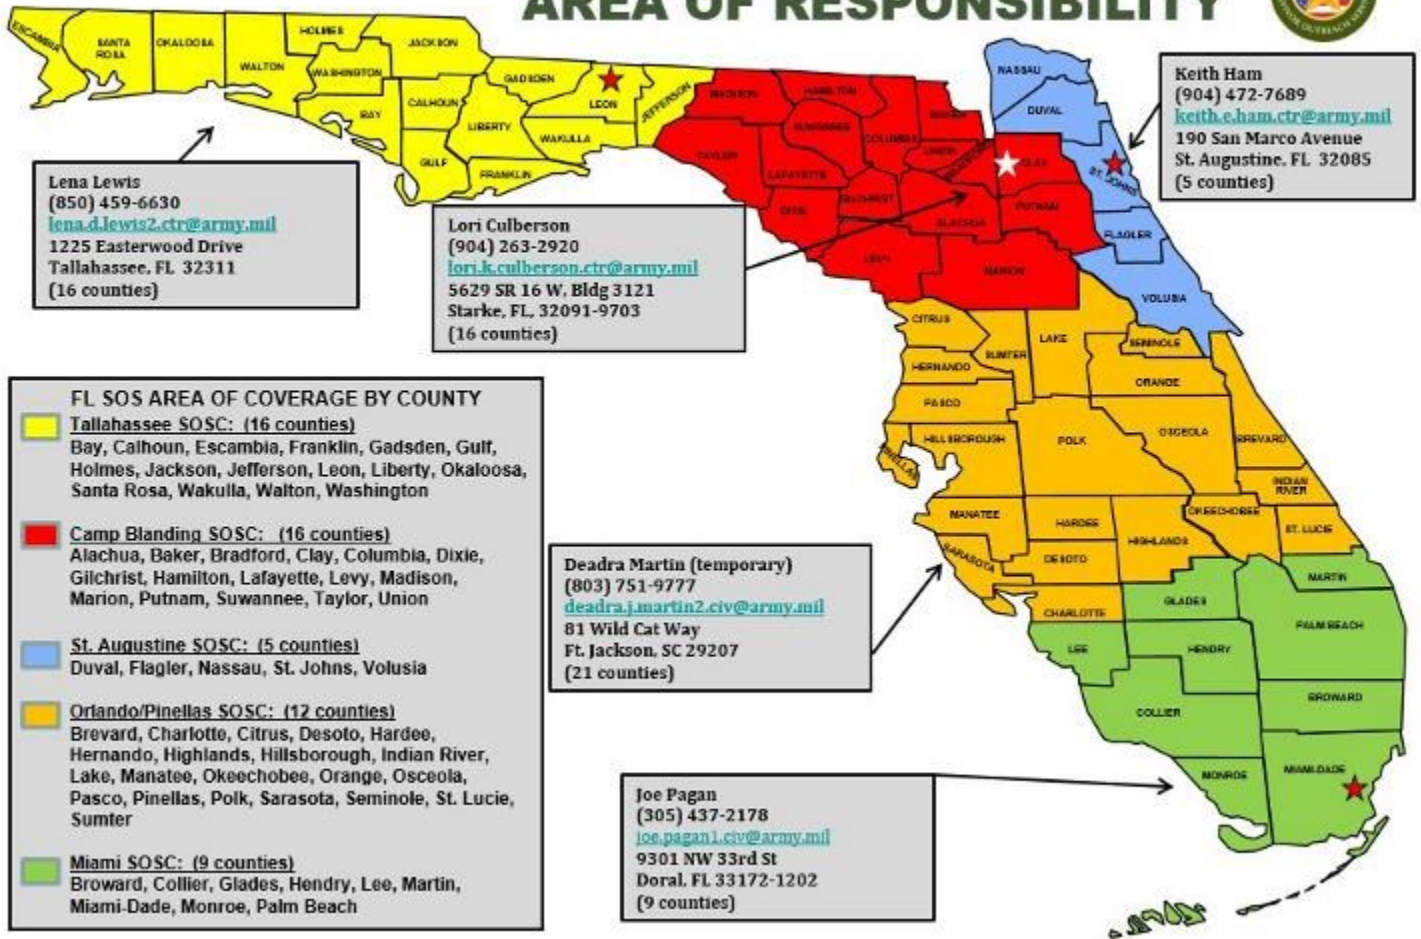 AREA OF RESPONSIBILITY
ESCAMBIA
SANTA
ROSA
OKALOOSA
HOLMES
JACKSON
WALTON
WASHINGTON
BAY
CALHOUN
GULF
GADSDEN
LIBERTY
LEON
WAKULLA
FRANKLIN
JEFFERSON
MADISON
HAMILTON
TAYLOR
SUWANNEE
COLUMBIA
BAKER
UNION
BRADFORD
CLAY
LAFAYETTE
DIXIE
GILCHRIST
ALACHUA
PUTNAM
LEVY
MARION
NASSAU
DUVAL
ST. JOHNS
FLAGLER
VOLUSIA
Keith Ham
(904) 472-7689
keith.e.ham.ctr@army.mil
190 San Marco Avenue
St. Augustine, FL 32085
(5 counties)
Lena Lewis
(850) 459-6630
lena.d.lewis2.ctr@army.mil
1225 Easterwood Drive
Tallahassee, FL 32311
(16 counties)
Lori Culberson
(904) 263-2920
lori.k.culberson.ctr@army.mil
5629 SR 16 W, Bldg 3121
Starke, FL, 32091-9703
(16 counties)
CITRUS
SUMTER
LAKE
SEMINOLE
HERNANDO
ORANGE
PASCO
HILLSBOROUGH
PINELLAS
POLK
OSCEOLA
BREVARD
INDIAN
RIVER
MANATEE
HARDEE
OKEECHOBEE
HIGHLANDS
ST. LUCIE
SARASOTA
DESOTO
CHARLOTTE
GLADES
MARTIN
LEE
HENDRY
PALM BEACH
COLLIER
BROWARD
MONROE
MIAMI-DADE
FL SOS AREA OF COVERAGE BY COUNTY
Tallahassee SOSC: (16 counties)
Bay, Calhoun, Escambia, Franklin, Gadsden, Gulf,
Holmes, Jackson, Jefferson, Leon, Liberty, Okaloosa,
Santa Rosa, Wakulla, Walton, Washington
Camp Blanding SOSC: (16 counties)
Alachua, Baker, Bradford, Clay, Columbia, Dixie,
Gilchrist, Hamilton, Lafayette, Levy, Madison,
Marion, Putnam, Suwannee, Taylor, Union
St. Augustine SOSC: (5 counties)
Duval, Flagler, Nassau, St. Johns, Volusia
Orlando/Pinellas SOSC: (12 counties)
Brevard, Charlotte, Citrus, Desoto, Hardee,
Hernando, Highlands, Hillsborough, Indian River,
Lake, Manatee, Okeechobee, Orange, Osceola,
Pasco, Pinellas, Polk, Sarasota, Seminole, St. Lucie,
Sumter
Miami SOSC: (9 counties)
Broward, Collier, Glades, Hendry, Lee, Martin,
Miami-Dade, Monroe, Palm Beach
Deadra Martin (temporary)
(803) 751-9777
deadra.j.martin2.civ@army.mil
81 Wild Cat Way
Ft. Jackson, SC 29207
(21 counties)
Joe Pagan
(305) 437-2178
joe.pagan1.civ@army.mil
9301 NW 33rd St
Doral, FL 33172-1202
(9 counties)